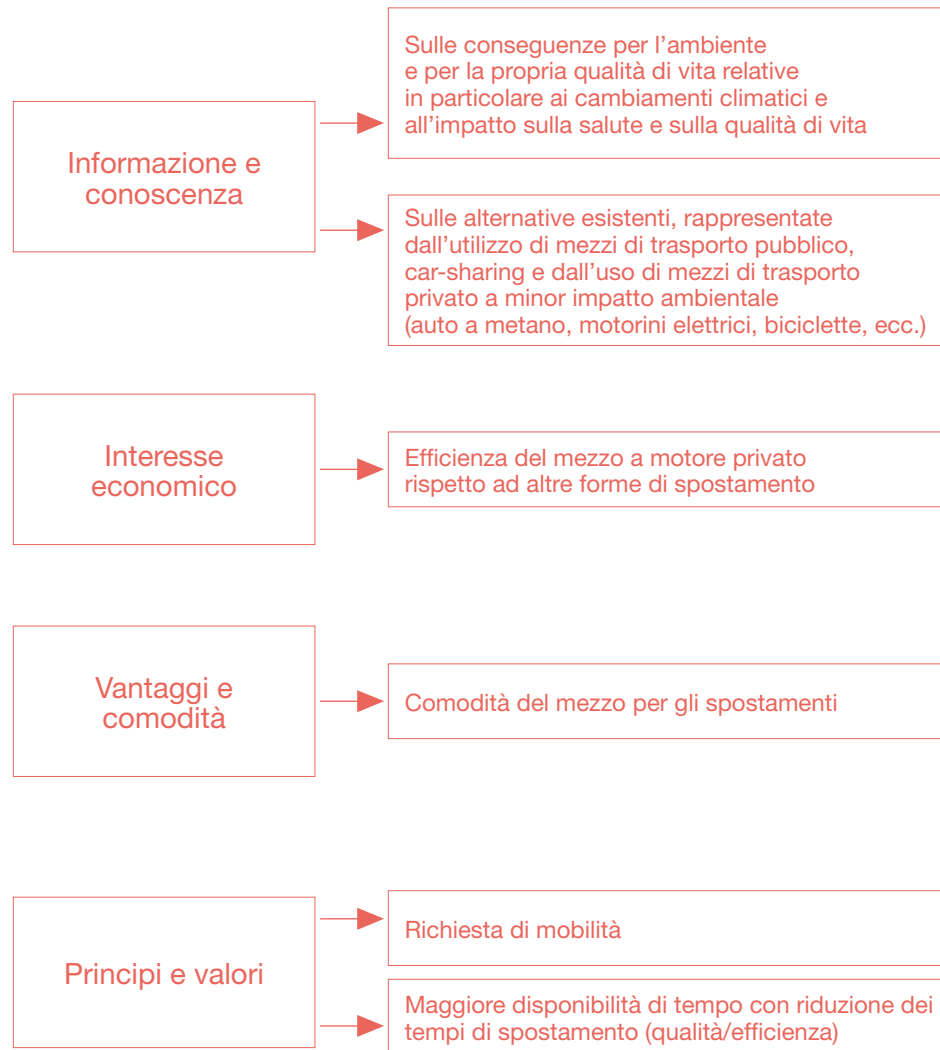 Informazione e
conoscenza
Sulle conseguenze per l’ambiente
e per la propria qualità di vita relative
in particolare ai cambiamenti climatici e
all’impatto sulla salute e sulla qualità di vita
Sulle alternative esistenti, rappresentate
dall’utilizzo di mezzi di trasporto pubblico,
car-sharing e dall’uso di mezzi di trasporto
privato a minor impatto ambientale
(auto a metano, motorini elettrici, biciclette, ecc.)
Interesse
economico
Efficienza del mezzo a motore privato
rispetto ad altre forme di spostamento
Vantaggi e
comodità
Comodità del mezzo per gli spostamenti
Principi e valori
Richiesta di mobilità
Maggiore disponibilità di tempo con riduzione dei
tempi di spostamento (qualità/efficienza)